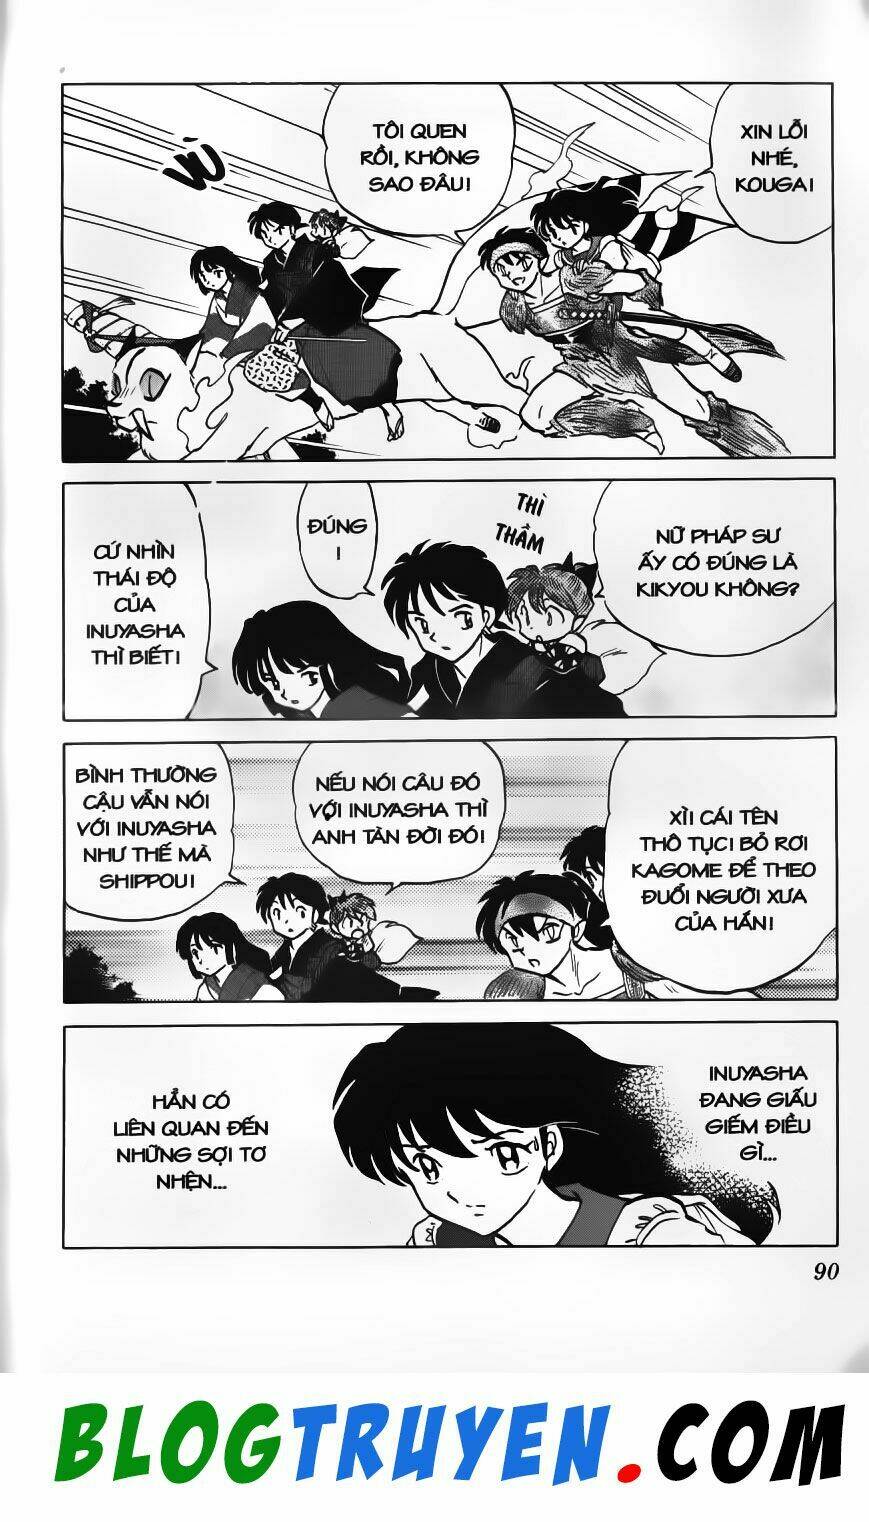 XIN LỖI
NHÉ,
KOUGA!
TÔI QUEN
RỒI, KHÔNG
SAO ĐÂU!
VÙ
NỮ PHÁP SƯ
ẤY CÓ ĐÚNG LÀ
KIKYOU KHÔNG?
THÌ
THẦM
ĐÚNG
!
CỨ NHÌN
THÁI ĐỘ
CỦA
INUYASHA
THÌ BIẾT!
XÌ! CÁI TÊN
THÔ TỤC! BỎ RƠI
KAGOME ĐỂ THEO
ĐUỔI NGƯỜI XƯA
CỦA HẮN!
NẾU NÓI CÂU ĐÓ
VỚI INUYASHA THÌ
ANH TÀN ĐỜI ĐÓ!
BÌNH THƯỜNG
CẬU VẪN NÓI
VỚI INUYASHA
NHƯ THẾ MÀ
SHIPPOU!
INUYASHA
ĐANG GIẤU
GIẾM ĐIỀU
GÌ...
HẲN CÓ
LIÊN QUAN ĐẾN
NHỮNG SỢI TƠ
NHỆN...
90
BLOGTRUYEN.COM